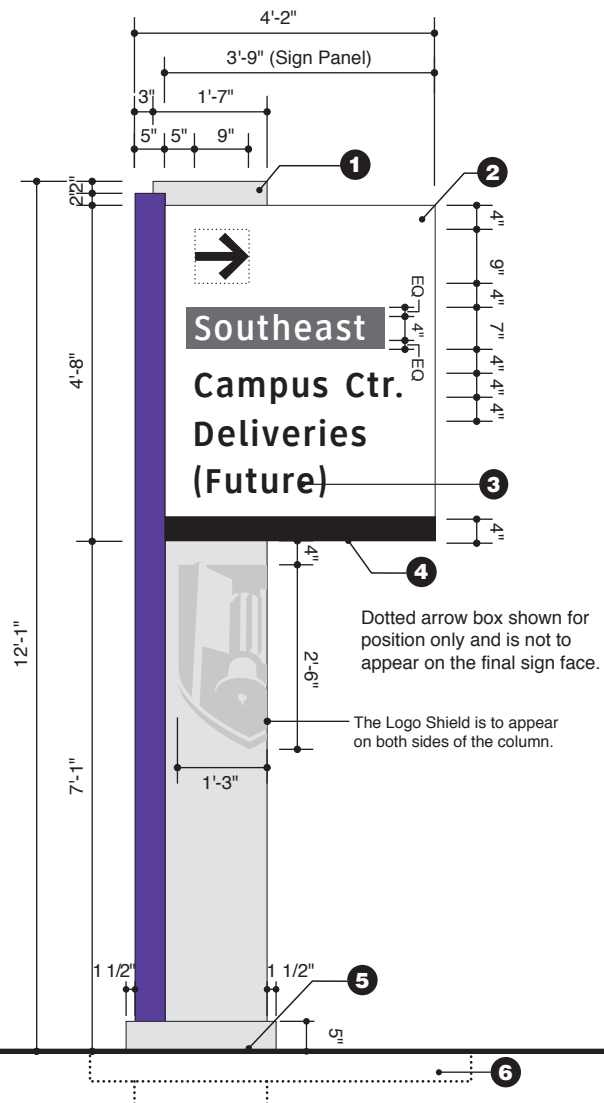 4'-2"
3'-9" (Sign Panel)
3" 1'-7"
5" 5" 9"
1
2
2"
2"
4"
9"
4"
7"
4"
4"
4"
EQ
4"
EQ
Southeast
Campus Ctr.
Deliveries
(Future)
3
4'-8"
4"
4
4"
Dotted arrow box shown for
position only and is not to
appear on the final sign face.
12'-1"
2'-6"
The Logo Shield is to appear
on both sides of the column.
7'-1"
1'-3"
1 1/2" 1 1/2"
5
5"
6